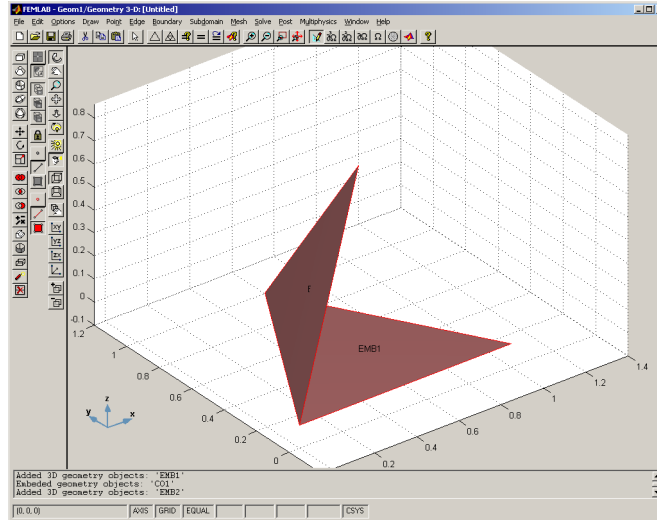 FEMLAB - Geom1/Geometry 3-D: [Untitled]
File Edit Options Draw Point Edge Boundary Subdomain Mesh Solve Post Multiphysics Window Help
0.8
0.7
0.6
0.5
0.4
0.3
0.2
0.1
0
-0.1
1.2
1
0.8
0.6
0.4
0.2
0
0.2
0.4
0.6
0.8
1
1.2
1.4
EMB1
z
y
x
Added 3D geometry objects: 'EMB1'
Embeded geometry objects: 'CO1'
Added 3D geometry objects: 'EMB2'
(0, 0, 0) AXIS GRID EQUAL CSYS